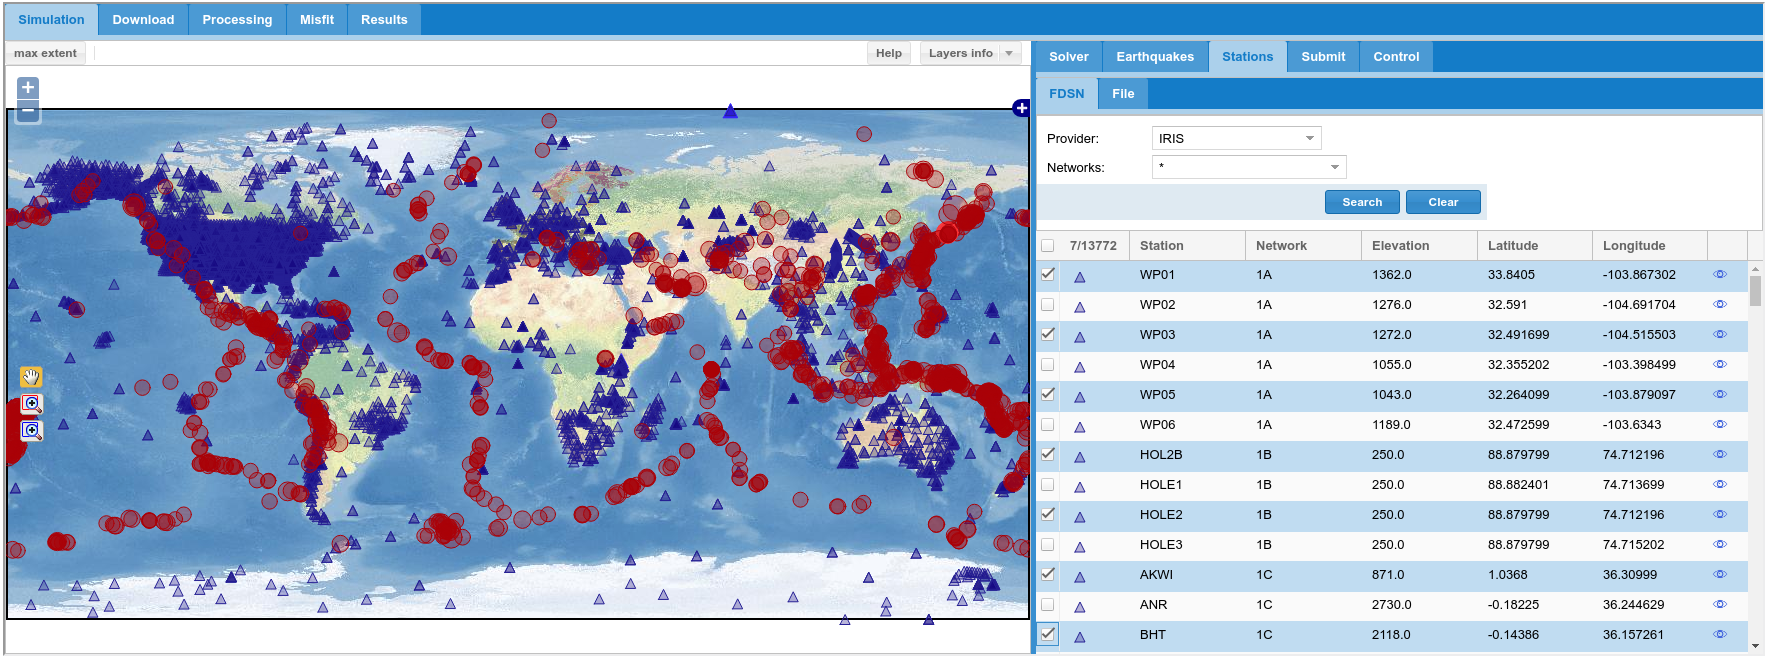 Simulation Download Processing Misfit Results
max extent Help Layers info
Solver Earthquakes Stations Submit Control
FDSN File
Provider: IRIS
Networks: *
Search Clear
7/13772 Station Network Elevation Latitude Longitude
WP01 1A 1362.0 33.8405 -103.867302
WP02 1A 1276.0 32.591 -104.691704
WP03 1A 1272.0 32.491699 -104.515503
WP04 1A 1055.0 32.355202 -103.398499
WP05 1A 1043.0 32.264099 -103.879097
WP06 1A 1189.0 32.472599 -103.6343
HOL2B 1B 250.0 88.879799 74.712196
HOLE1 1B 250.0 88.882401 74.713699
HOLE2 1B 250.0 88.879799 74.712196
HOLE3 1B 250.0 88.879799 74.715202
AKWI 1C 871.0 1.0368 36.30999
ANR 1C 2730.0 -0.18225 36.244629
BHT 1C 2118.0 -0.14386 36.157261